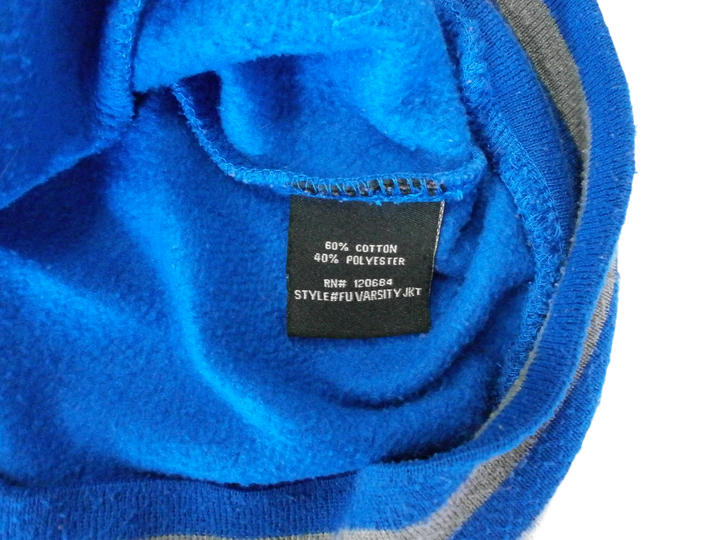 60% COTTON
40% POLYESTER
RN# 120684
STYLE#FU VARSITY JKT